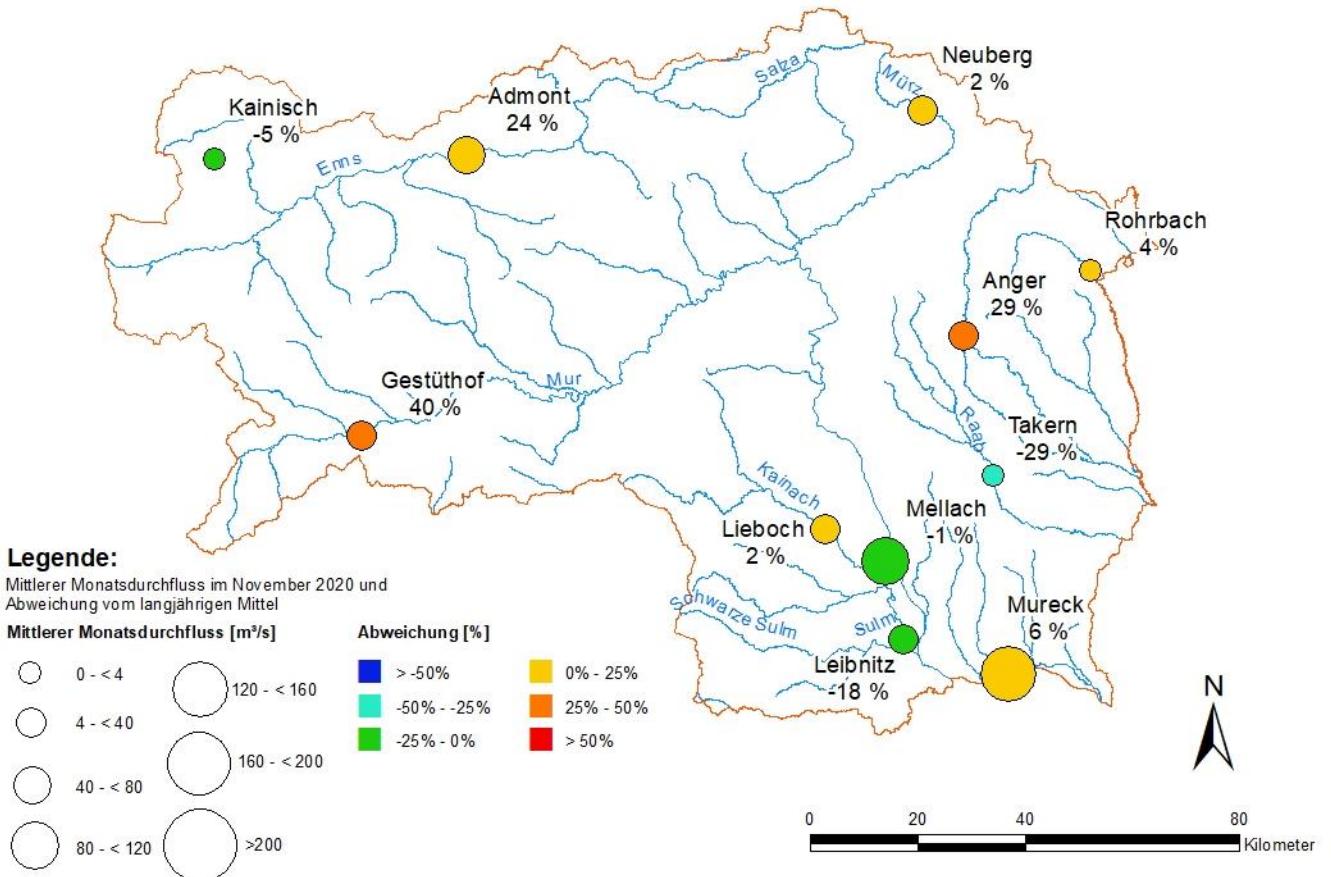 Neuberg
2 %
Salza
Mürz
Admont
24 %
Kainisch
-5 %
Enns
Rohrbach
4 %
Anger
29 %
Gestüthof
40 %
Mur
Raab
Takern
-29 %
Kainach
Mellach
-1 %
Lieboch
2 %
Schwarze Sulm
Sulm
Mureck
6 %
Leibnitz
-18 %
Legende:
Mittlerer Monatsdurchfluss im November 2020 und
Abweichung vom langjährigen Mittel
Mittlerer Monatsdurchfluss [m³/s]
0 - < 4
4 - < 40
40 - < 80
80 - < 120
120 - < 160
160 - < 200
>200
Abweichung [%]
> -50%
-50% - -25%
-25% - 0%
0% - 25%
25% - 50%
> 50%
N
0 20 40 80
Kilometer